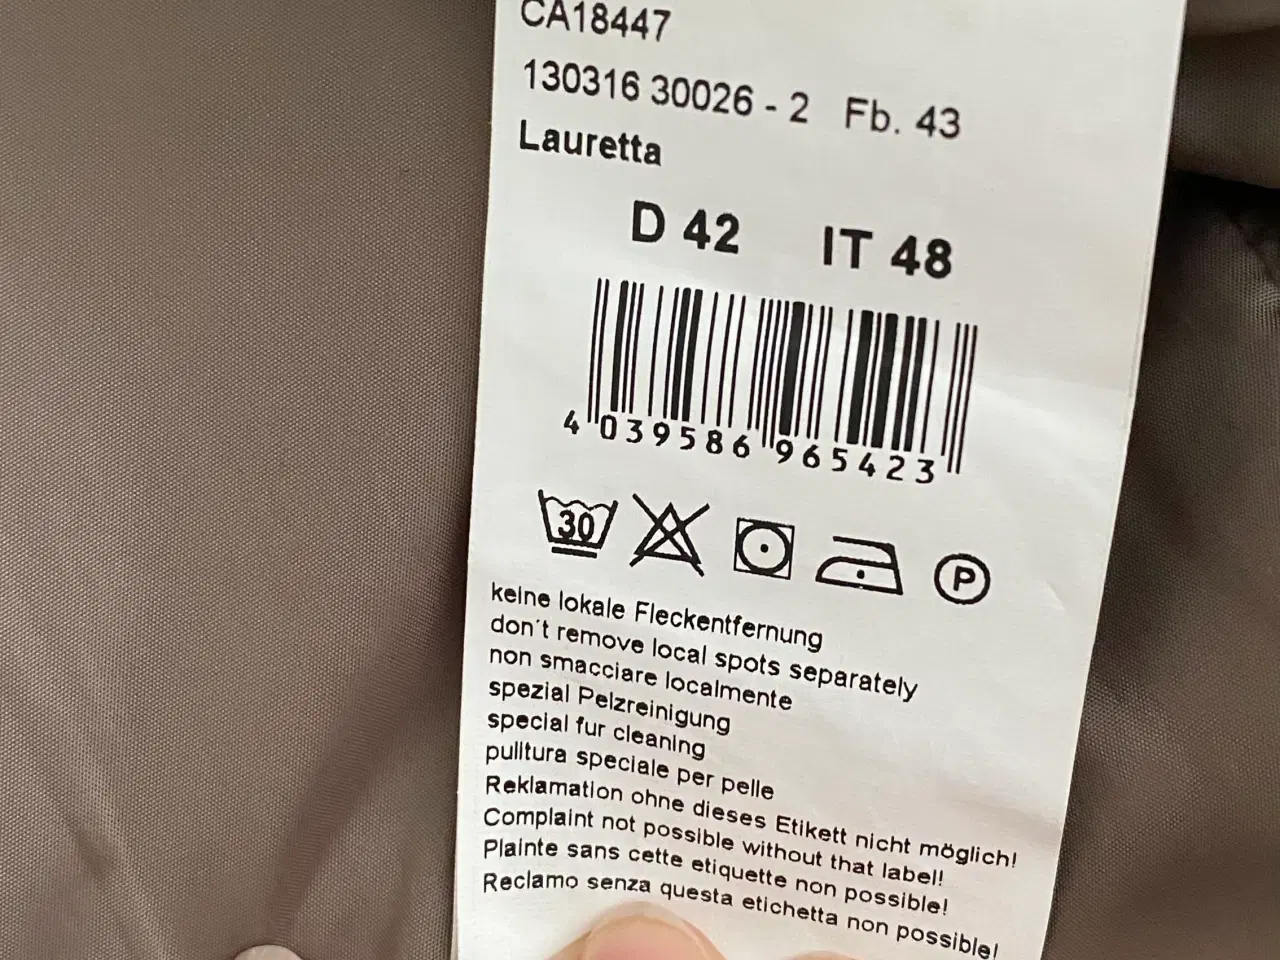 CA18447
130316 30026 - 2 Fb. 43
Lauretta
D 42 IT 48
4 039586 965423
30 P
keine lokale Fleckentfernung
don´t remove local spots separately
non smacciare localmente
spezial Pelzreinigung
special fur cleaning
pulltura speciale per pelle
Reklamation ohne dieses Etikett nicht möglich!
Complaint not possible without that label!
Plainte sans cette etiquette non possible!
Reclamo senza questa etichetta non possible!